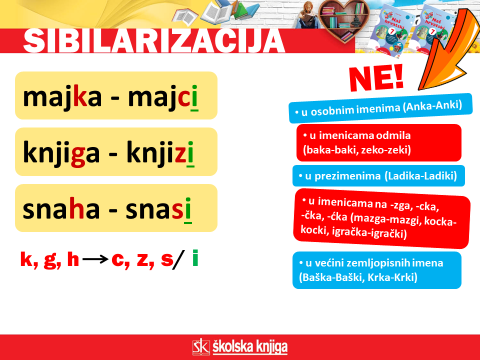 SIBILARIZACIJA
majka - majci
knjiga - knjizi
snaha - snasi
k, g, h→c, z, s/ i
NE!
• u osobnim imenima (Anka-Anki)
• u imenicama odmila
(baka-baki, zeko-zeki)
• u prezimenima (Ladika-Ladiki)
• u imenicama na -zga, -cka,
-čka, -ćka (mazga-mazgi, kocka-
kocki, igračka-igrački)
• u većini zemljopisnih imena
(Baška-Baški, Krka-Krki)
SK školska knjiga